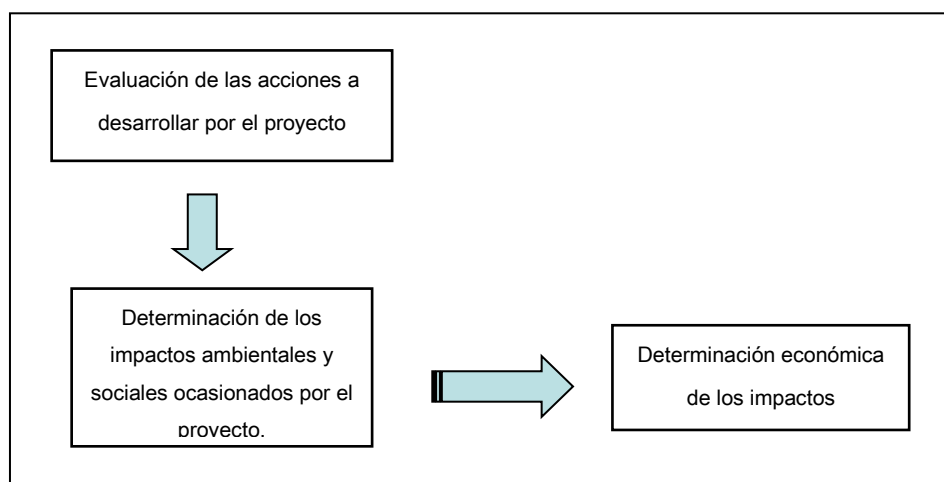 Evaluación de las acciones a
desarrollar por el proyecto
Determinación de los
impactos ambientales y
sociales ocasionados por el
proyecto.
Determinación económica
de los impactos